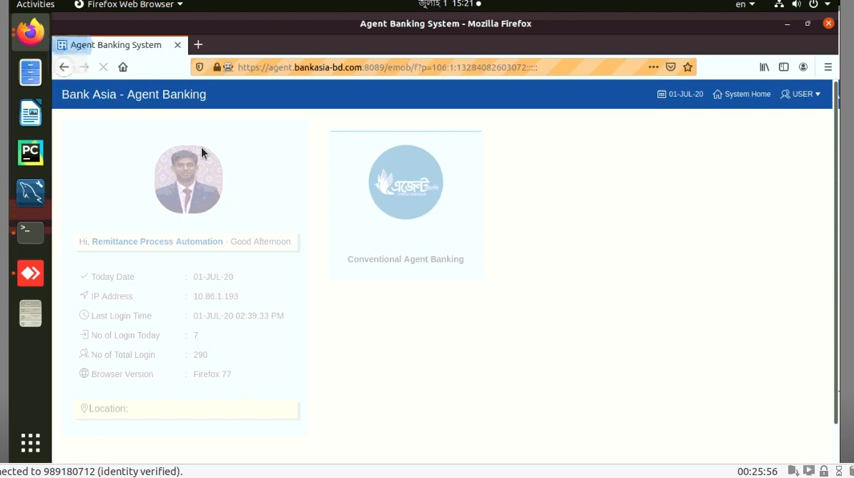 Activities
Firefox Web Browser
জুলাই 1 15:21
en
Agent Banking System - Mozilla Firefox
Agent Banking System
https://agent.bankasia-bd.com:8089/emob/f?p=106:1:13284082603072:::::
Bank Asia - Agent Banking
01-JUL-20
System Home
USER
PC
এজেন্ট
Hi, Remittance Process Automation - Good Afternoon
Conventional Agent Banking
Today Date : 01-JUL-20
IP Address : 10.86.1.193
Last Login Time : 01-JUL-20 02:39:33 PM
No of Login Today : 7
No of Total Login : 290
Browser Version : Firefox 77
Location:
nected to 989180712 (identity verified).
00:25:56